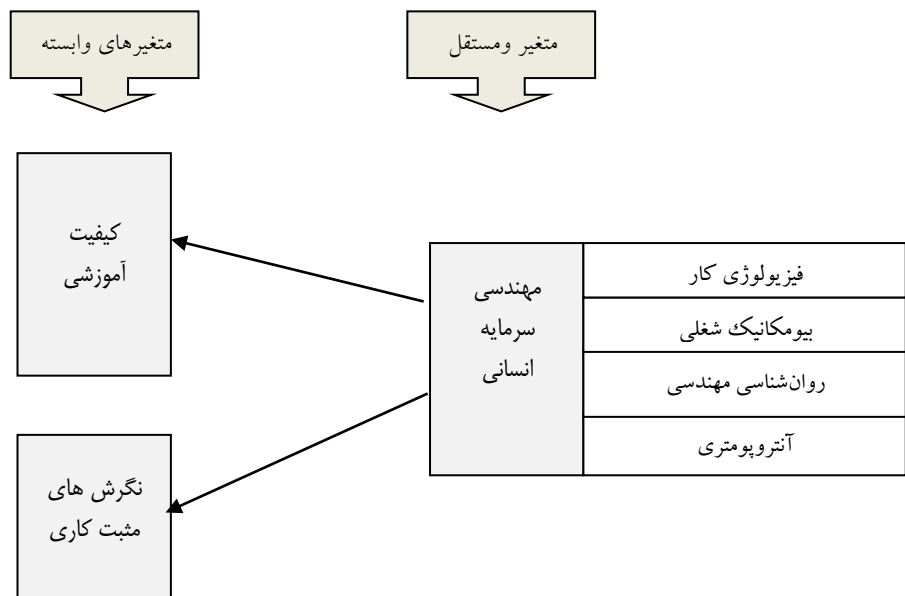 متغیر ومستقل
متغیرهای وابسته
فیزیولوژی کار
بیومکانیک شغلی
روان‌شناسی مهندسی
آنتروپومتری
مهندسی
سرمایه
انسانی
کیفیت
آموزشی
نگرش های
مثبت کاری